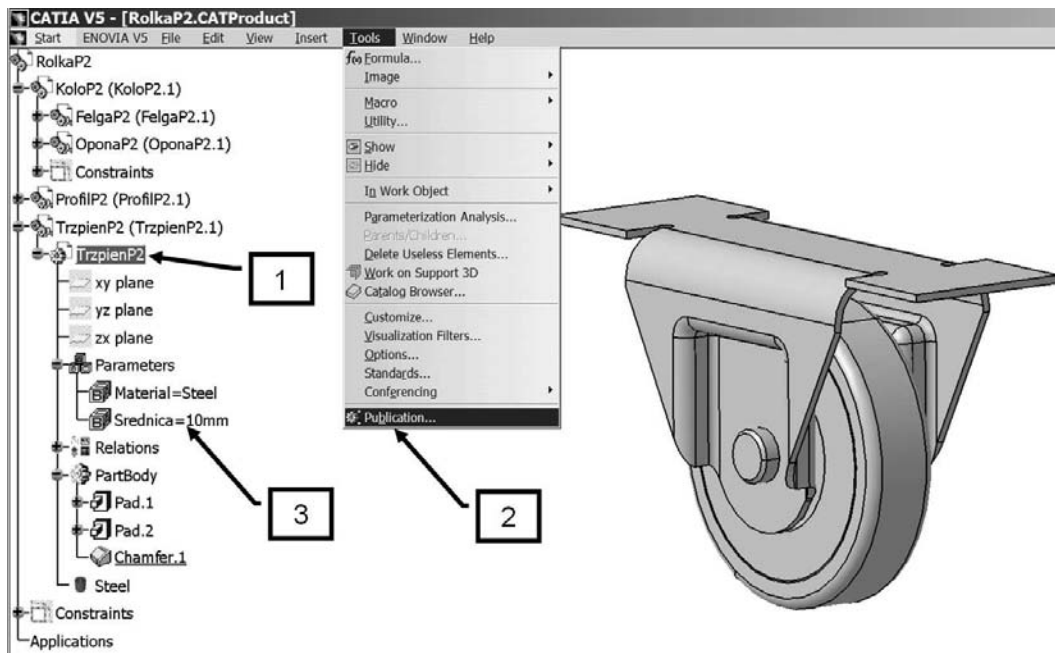 CATIA V5 - [RolkaP2.CATProduct]
Start ENOVIA V5 File Edit View Insert Tools Window Help
RolkaP2
KoloP2 (KoloP2.1)
FelgaP2 (FelgaP2.1)
OponaP2 (OponaP2.1)
Constraints
ProfilP2 (ProfilP2.1)
TrzpienP2 (TrzpienP2.1)
TrzpienP2
xy plane
yz plane
zx plane
Parameters
Material=Steel
Srednica=10mm
Relations
PartBody
Pad.1
Pad.2
Chamfer.1
Steel
Constraints
Applications
Formula...
Image
Macro
Utility...
Show
Hide
In Work Object
Parameterization Analysis...
Parents/Children...
Delete Useless Elements...
Work on Support 3D
Catalog Browser...
Customize...
Visualization Filters...
Options...
Standards...
Conferencing
Publication...
1
2
3